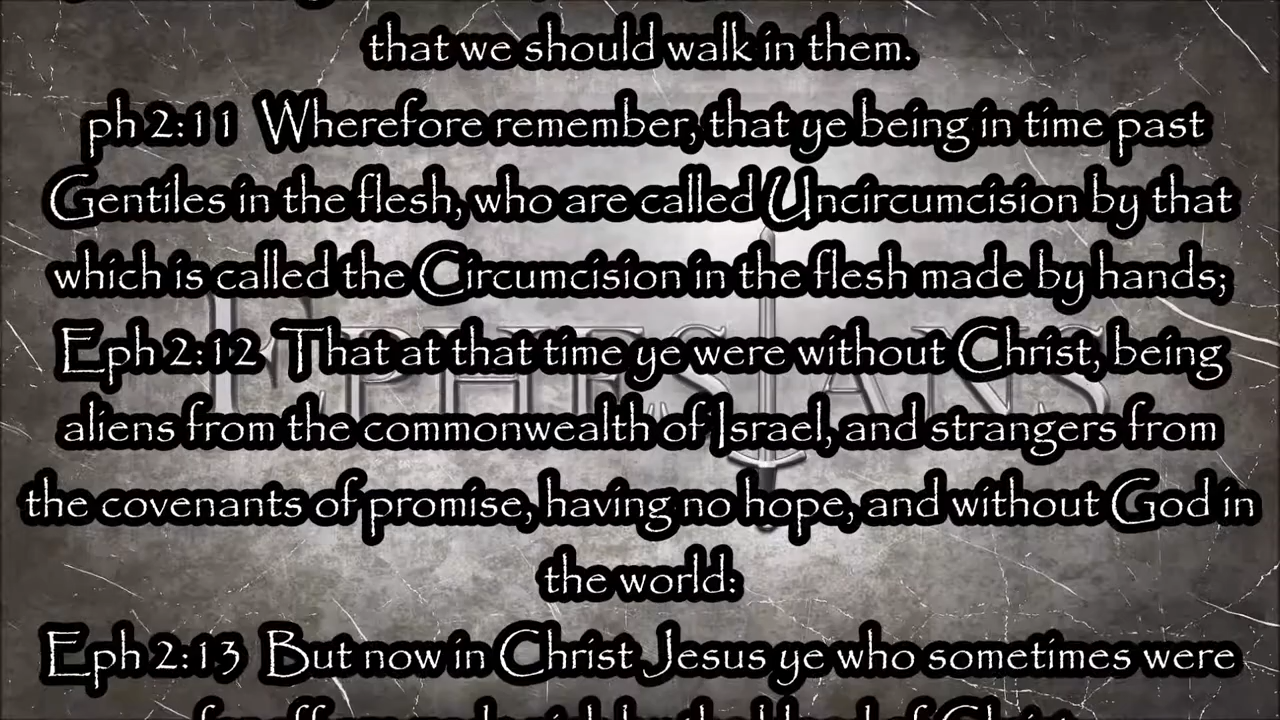 that we should walk in them.
ph 2:11 Wherefore remember, that ye being in time past
Gentiles in the flesh, who are called Uncircumcision by that
which is called the Circumcision in the flesh made by hands;
Eph 2:12 That at that time ye were without Christ, being
aliens from the commonwealth of Israel, and strangers from
the covenants of promise, having no hope, and without God in
the world:
Eph 2:13 But now in Christ Jesus ye who sometimes were
EPHESIANS